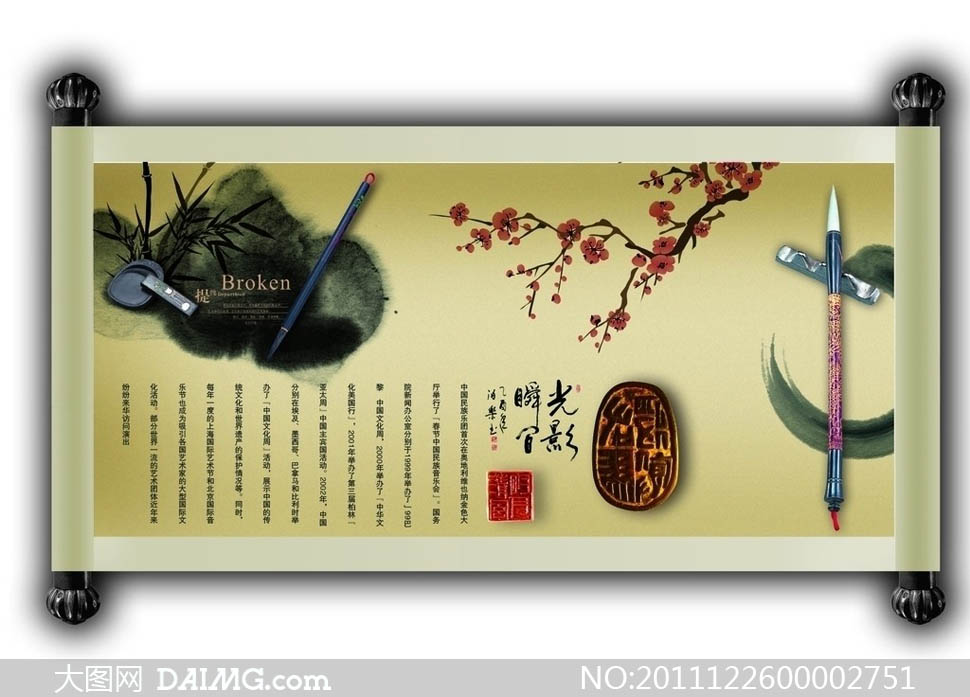 Broken
提
Department
光影
瞬間
中国民族乐团首次在奥地利维也纳金色大
厅举行了『春节中国民族音乐会』。国务
院新闻办公室分别于1999年举办了『99巴
黎 中国文化周、2000年举办了『中华文
化美国行』，2001年举办了第三届柏林『
亚太周』中国主宾国活动。2002年，中国
分别在埃及、墨西哥、巴拿马和比利时举
办了『中国文化周』活动，展示中国的传
统文化和世界遗产的保护情况等。同时，
每年一度的上海国际艺术节和北京国际音
乐节也成为吸引各国艺术家的大型国际文
化活动。部分世界一流的艺术团体近年来
纷纷来华访问演出
大图网 DAIMG.com
NO:2011122600002751